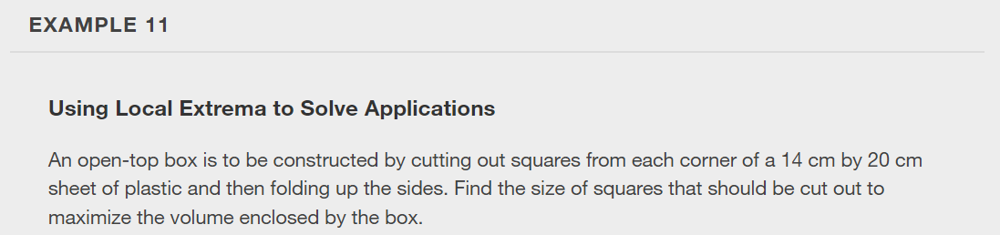 EXAMPLE 11
Using Local Extrema to Solve Applications
An open-top box is to be constructed by cutting out squares from each corner of a 14 cm by 20 cm
sheet of plastic and then folding up the sides. Find the size of squares that should be cut out to
maximize the volume enclosed by the box.